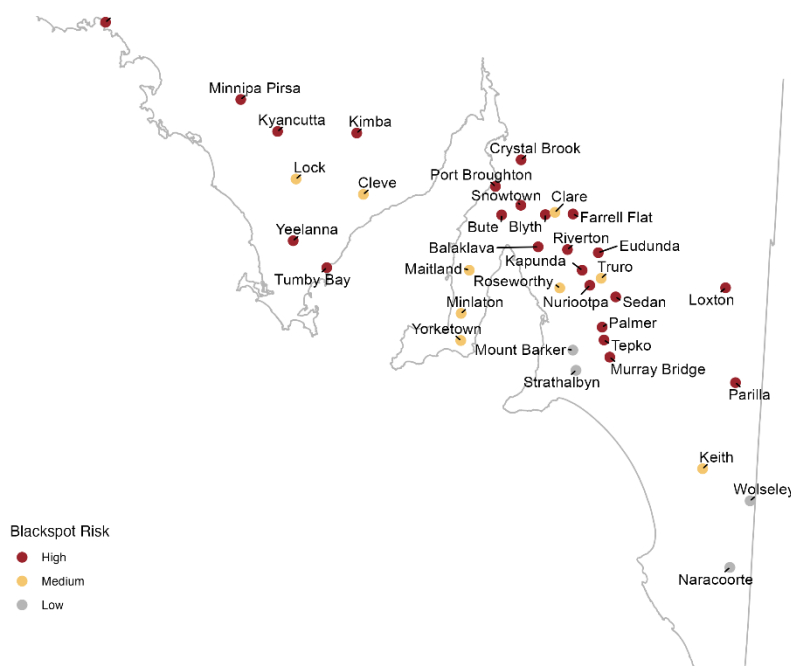 Minnipa Pirsa
Kyancutta
Kimba
Crystal Brook
Lock
Port Broughton
Cleve
Snowtown
Clare
Bute
Blyth
Farrell Flat
Yeelanna
Balaklava
Riverton
Eudunda
Kapunda
Maitland
Truro
Tumby Bay
Roseworthy
Nuriootpa
Sedan
Loxton
Minlaton
Palmer
Yorketown
Tepko
Mount Barker
Murray Bridge
Strathalbyn
Parilla
Keith
Wolseley
Naracoorte
Blackspot Risk
High
Medium
Low